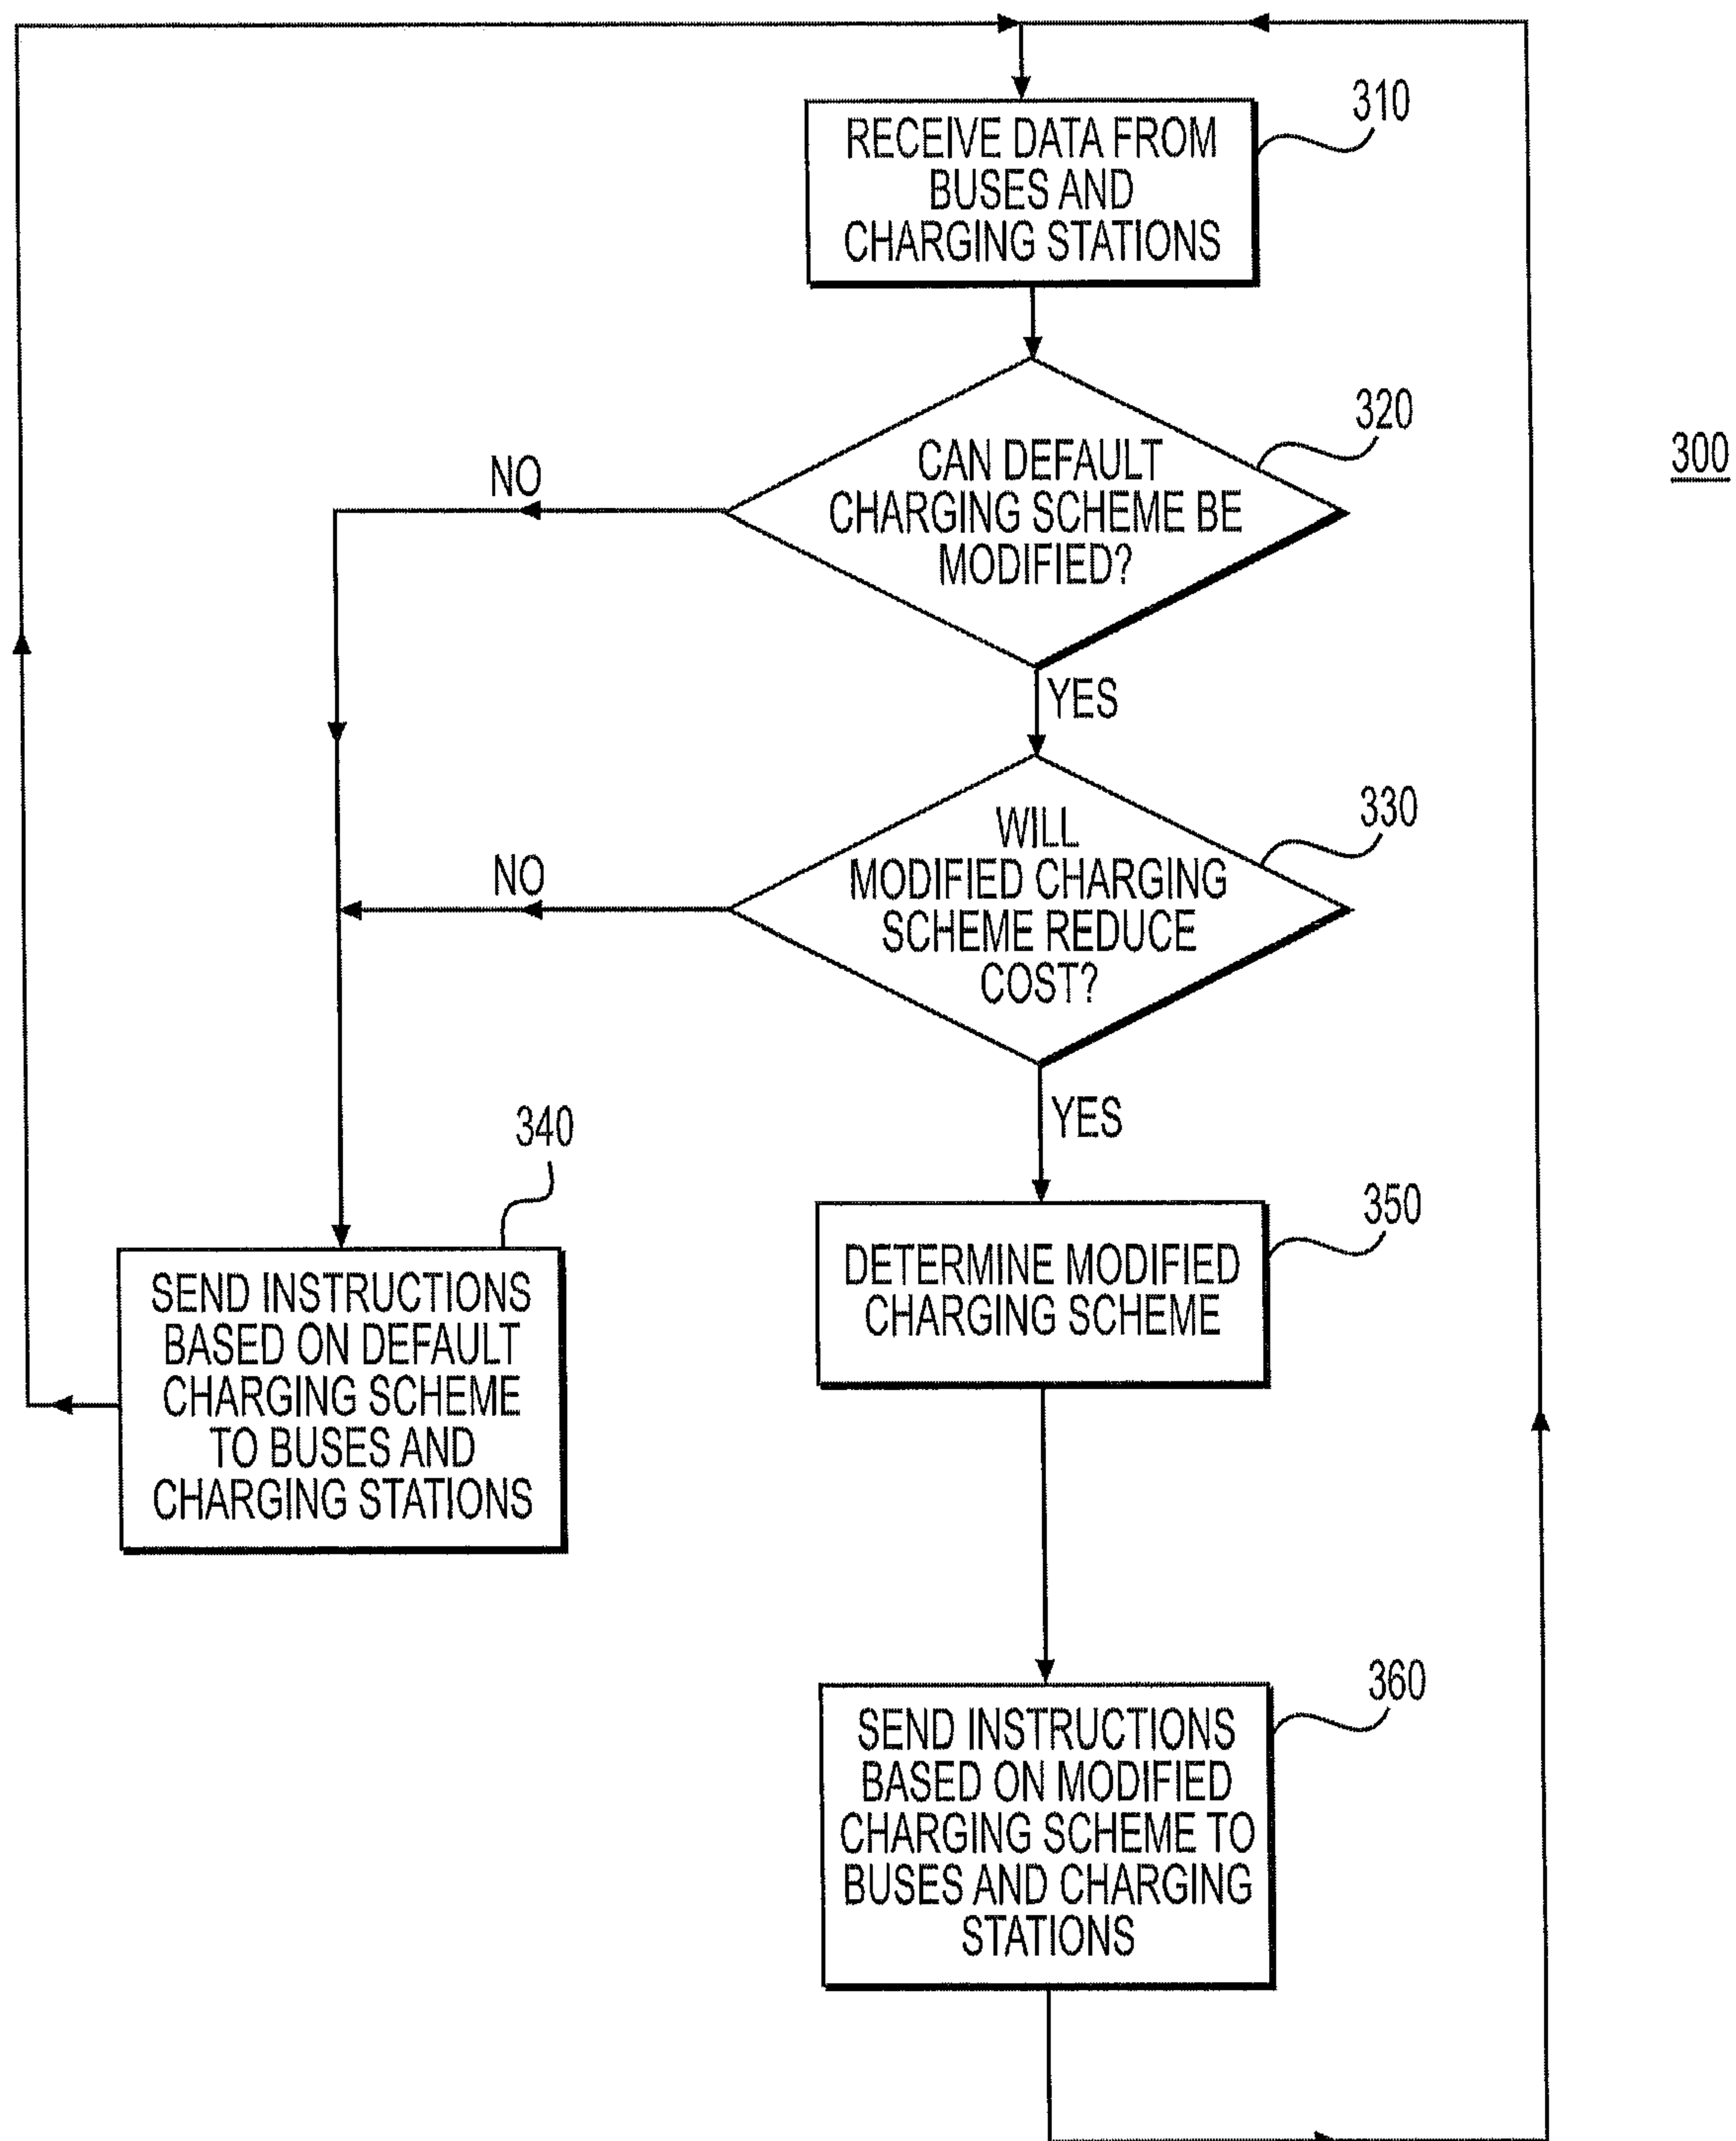 310
RECEIVE DATA FROM
BUSES AND
CHARGING STATIONS
320
300
CAN DEFAULT
CHARGING SCHEME BE
MODIFIED?
NO
YES
330
WILL
MODIFIED CHARGING
SCHEME REDUCE
COST?
NO
YES
340
SEND INSTRUCTIONS
BASED ON DEFAULT
CHARGING SCHEME
TO BUSES AND
CHARGING STATIONS
350
DETERMINE MODIFIED
CHARGING SCHEME
360
SEND INSTRUCTIONS
BASED ON MODIFIED
CHARGING SCHEME TO
BUSES AND CHARGING
STATIONS